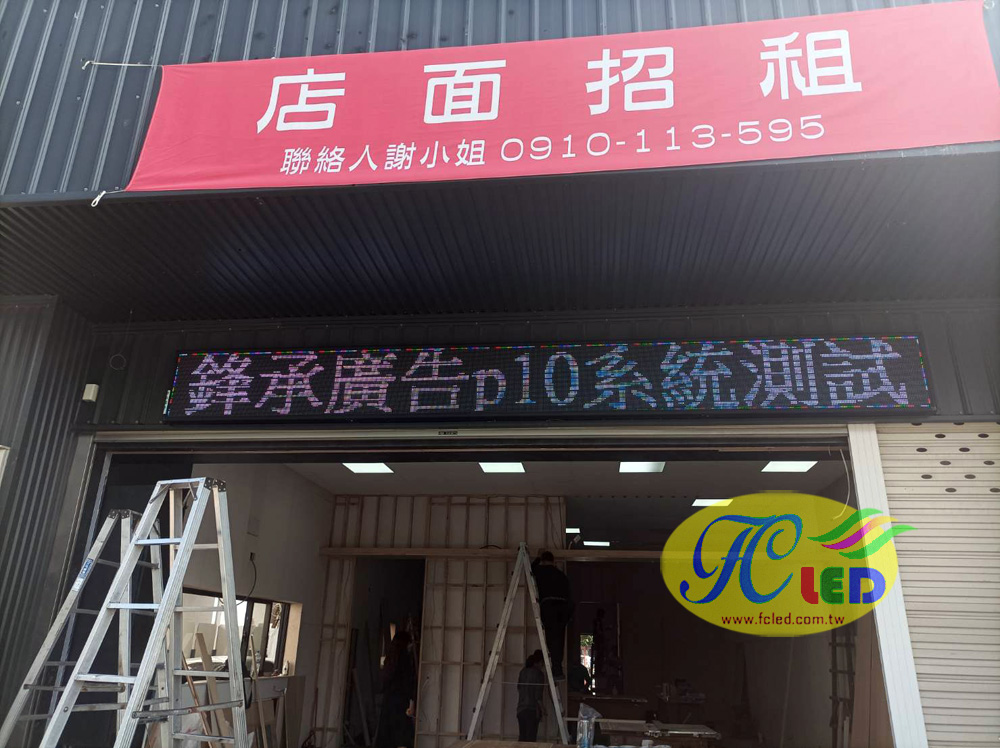 店面招租
聯絡人謝小姐 0910-113-595
鋒承廣告p10系統測試
FC LED
www.fcled.com.tw